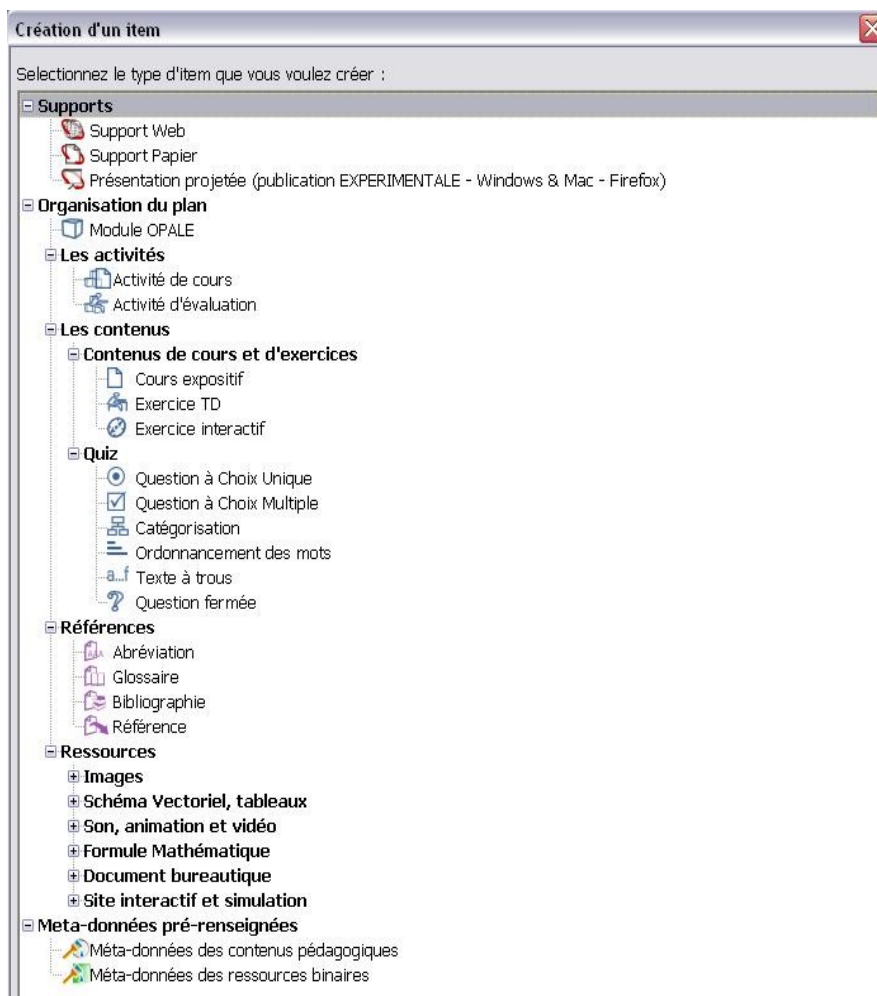 Création d'un item
Selectionnez le type d'item que vous voulez créer :
Supports
Support Web
Support Papier
Présentation projetée (publication EXPERIMENTALE - Windows & Mac - Firefox)
Organisation du plan
Module OPALE
Les activités
Activité de cours
Activité d'évaluation
Les contenus
Contenus de cours et d'exercices
Cours expositif
Exercice TD
Exercice interactif
Quiz
Question à Choix Unique
Question à Choix Multiple
Catégorisation
Ordonnancement des mots
a..f Texte à trous
Question fermée
Références
Abréviation
Glossaire
Bibliographie
Référence
Ressources
Images
Schéma Vectoriel, tableaux
Son, animation et vidéo
Formule Mathématique
Document bureautique
Site interactif et simulation
Meta-données pré-renseignées
Méta-données des contenus pédagogiques
Méta-données des ressources binaires